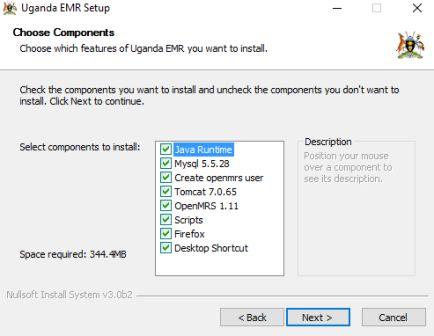 Uganda EMR Setup
Choose Components
Choose which features of Uganda EMR you want to install.
Check the components you want to install and uncheck the components you don't want to
install. Click Next to continue.
Select components to install:
Java Runtime
Mysql 5.5.28
Create openmrs user
Tomcat 7.0.65
OpenMRS 1.11
Scripts
Firefox
Desktop Shortcut
Description
Position your mouse
over a component to
see its description.
Space required: 344.4MB
Nullsoft Install System v3.0b2
< Back
Next >
Cancel